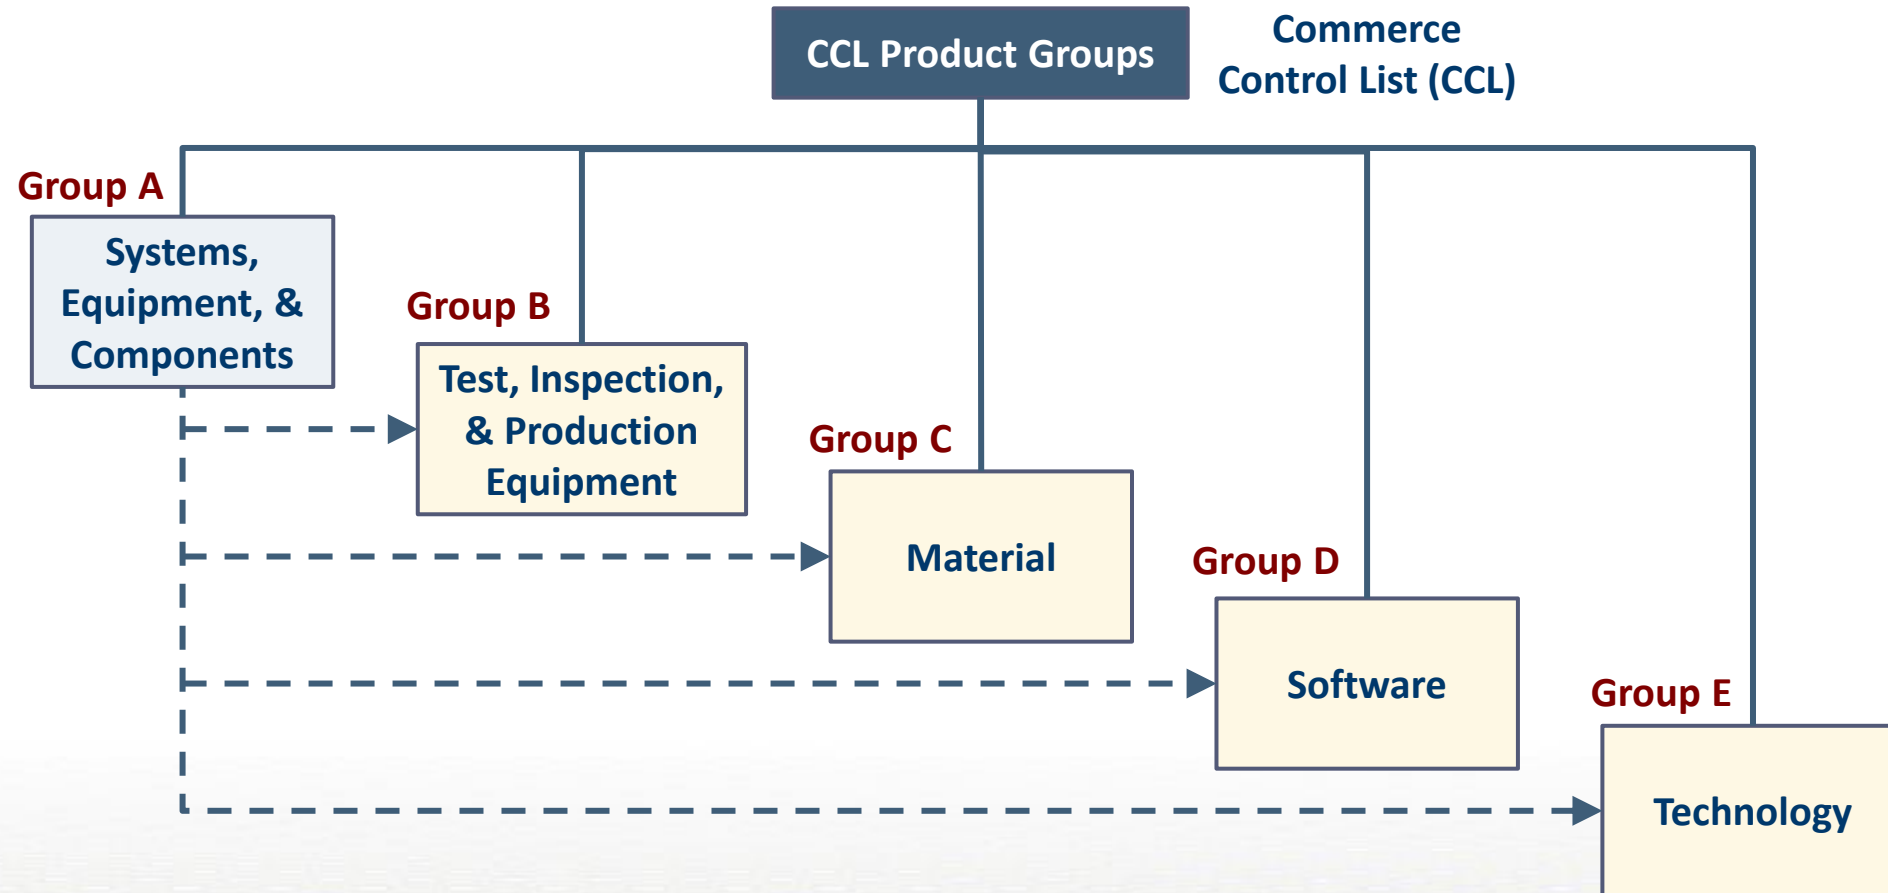 CCL Product Groups
Commerce
Control List (CCL)
Group A
Systems,
Equipment, &
Components
Group B
Test, Inspection,
& Production
Equipment
Group C
Material
Group D
Software
Group E
Technology